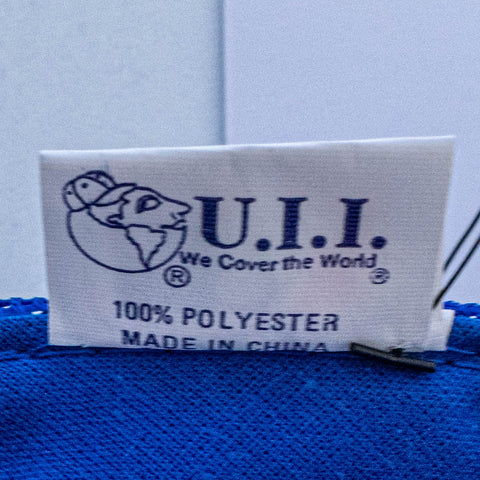 U.I.I.
We Cover the World ®
®
100% POLYESTER
MADE IN CHINA